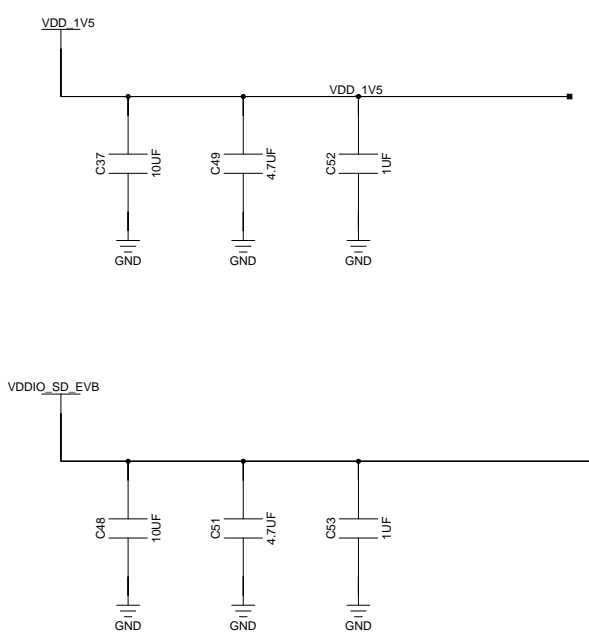 VDD_1V5
VDD_1V5
C37
10UF
C49
4.7UF
C52
1UF
GND
GND
GND
VDDIO_SD_EVB
C48
10UF
C51
4.7UF
C53
1UF
GND
GND
GND